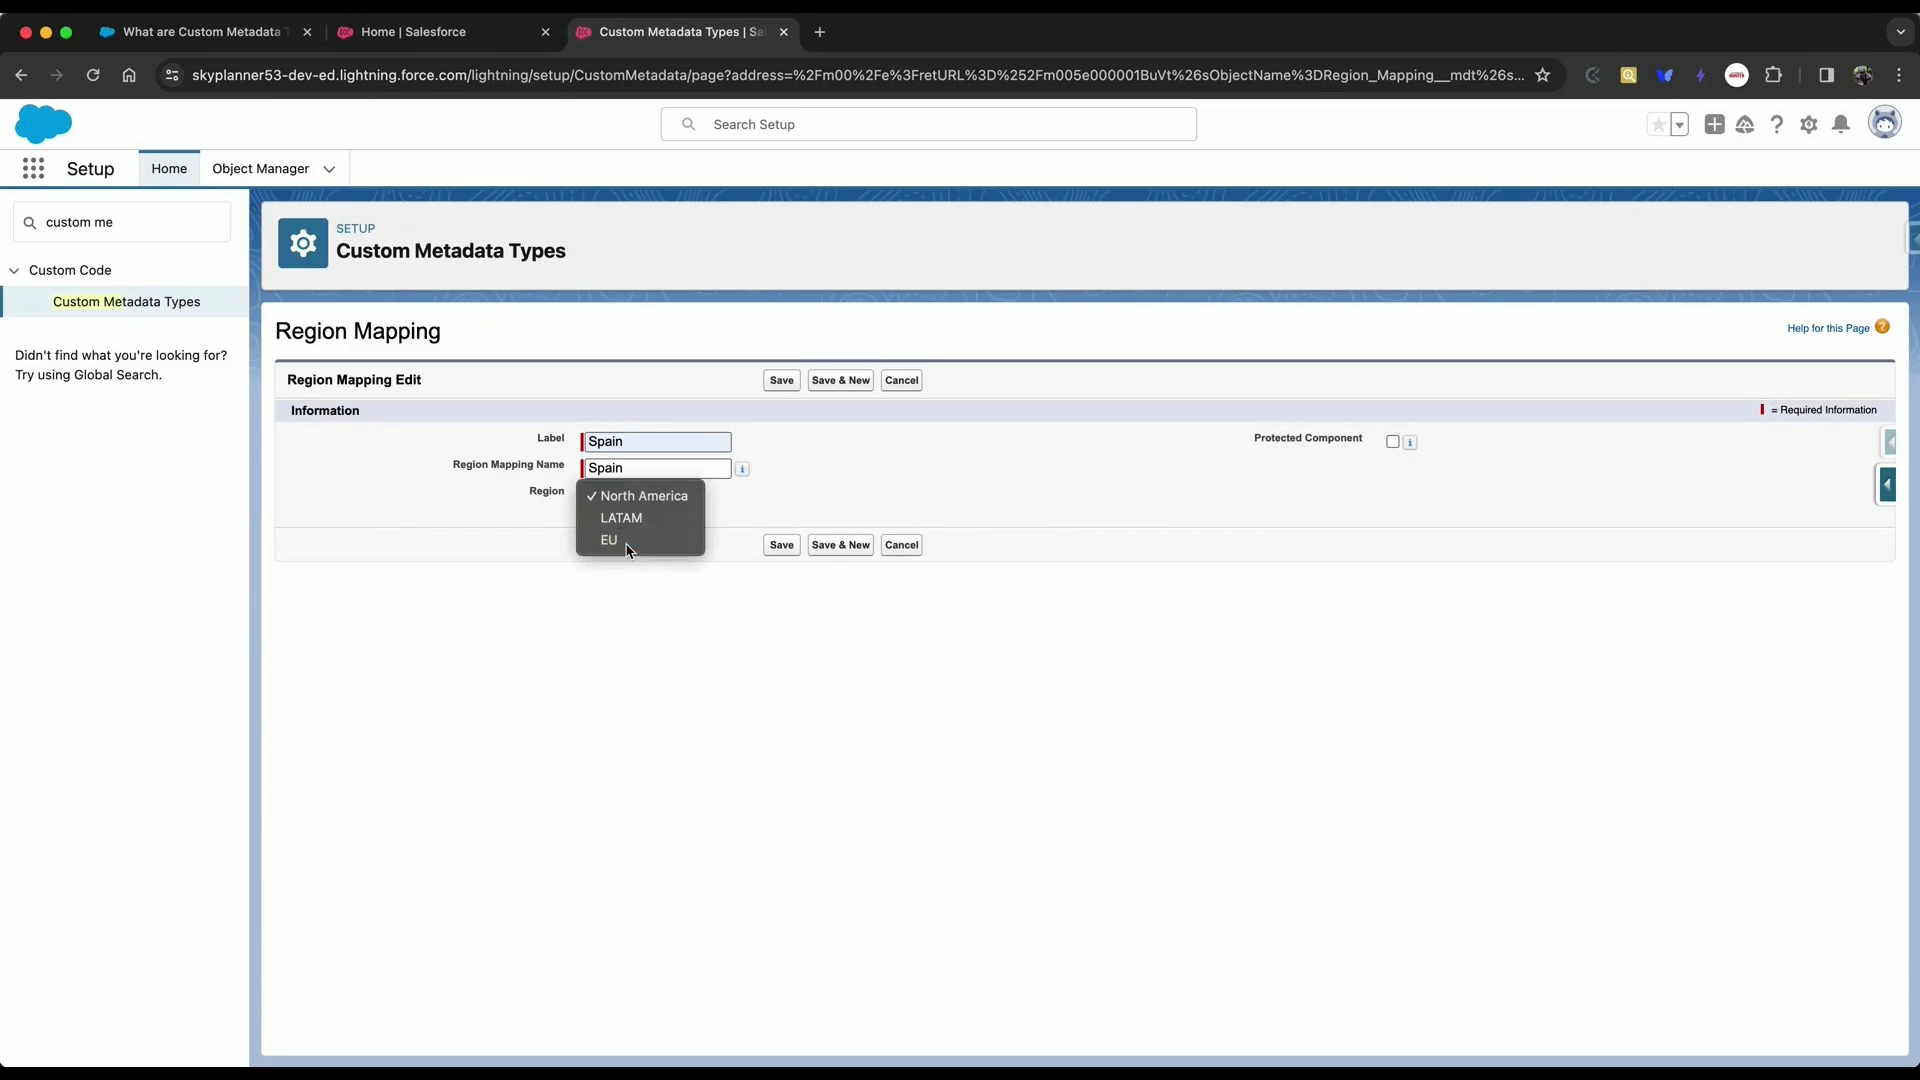 What are Custom Metadata T
Home | Salesforce
Custom Metadata Types | Sa
skyplanner53-dev-ed.lightning.force.com/lightning/setup/CustomMetadata/page?address=%2Fm00%2Fe%3FretURL%3D%252Fm005e000001BuVt%26sObjectName%3DRegion_Mapping__mdt%26s...
Search Setup
Setup
Home
Object Manager
custom me
SETUP
Custom Metadata Types
Custom Code
Custom Metadata Types
Didn't find what you're looking for?
Try using Global Search.
Region Mapping
Help for this Page
Region Mapping Edit
Save
Save & New
Cancel
Information
= Required Information
Label
Spain
Protected Component
Region Mapping Name
Spain
Region
North America
LATAM
EU
Save
Save & New
Cancel